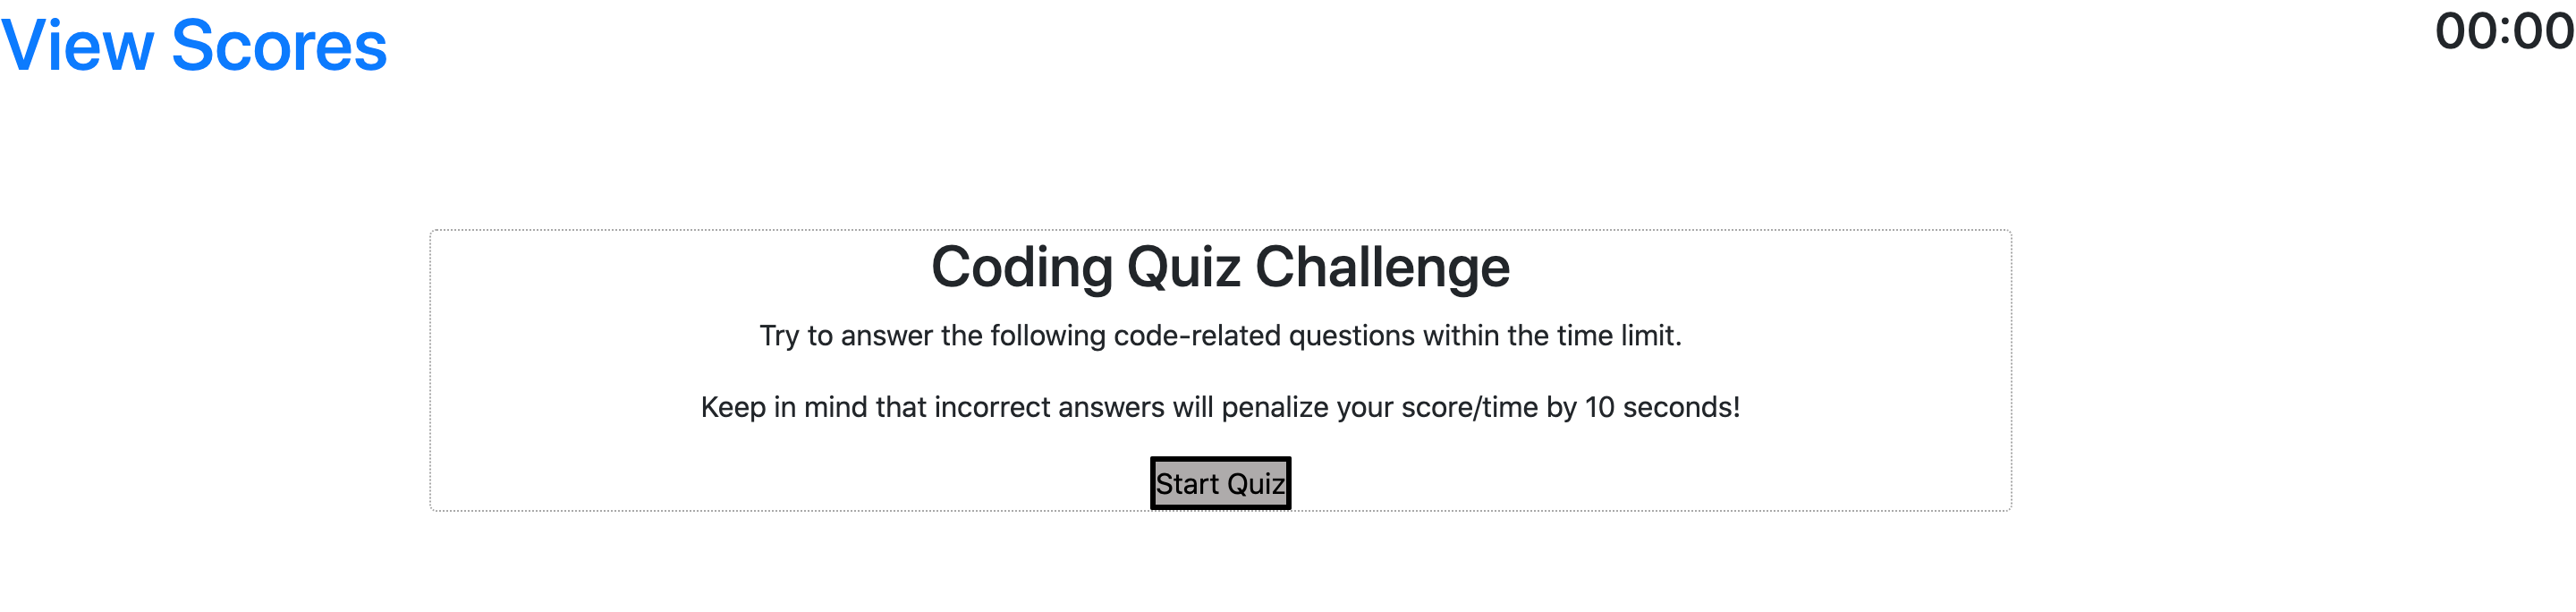 View Scores
00:00
Coding Quiz Challenge
Try to answer the following code-related questions within the time limit.
Keep in mind that incorrect answers will penalize your score/time by 10 seconds!
Start Quiz